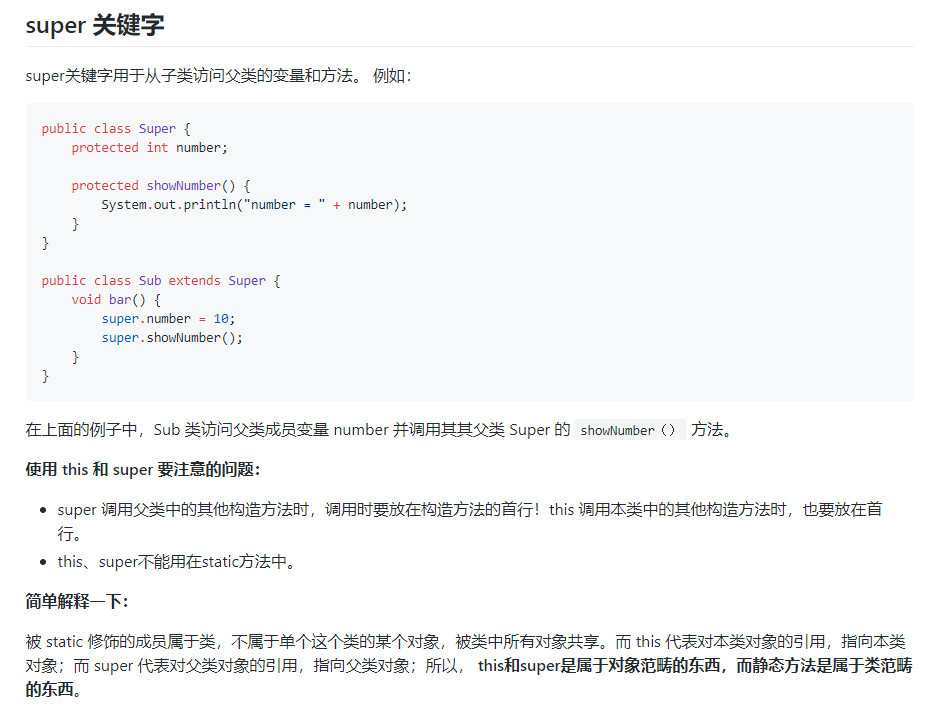 super 关键字
super关键字用于从子类访问父类的变量和方法。 例如：
public class Super {
    protected int number;

    protected showNumber() {
        System.out.println("number = " + number);
    }
}

public class Sub extends Super {
    void bar() {
        super.number = 10;
        super.showNumber();
    }
}
在上面的例子中，Sub 类访问父类成员变量 number 并调用其其父类 Super 的 showNumber（） 方法。
使用 this 和 super 要注意的问题：
• super 调用父类中的其他构造方法时，调用时要放在构造方法的首行！this 调用本类中的其他构造方法时，也要放在首
行。
• this、super不能用在static方法中。
简单解释一下：
被 static 修饰的成员属于类，不属于单个这个类的某个对象，被类中所有对象共享。而 this 代表对本类对象的引用，指向本类
对象；而 super 代表对父类对象的引用，指向父类对象；所以， this和super是属于对象范畴的东西，而静态方法是属于类范畴
的东西。